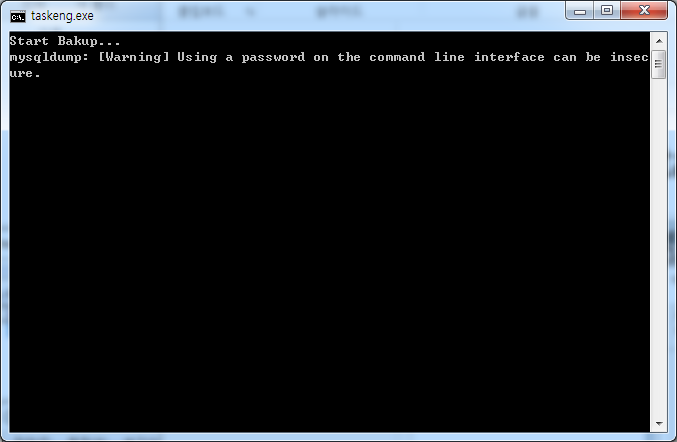 taskeng.exe
Start Bakup...
mysqldump: [Warning] Using a password on the command line interface can be insec
ure.